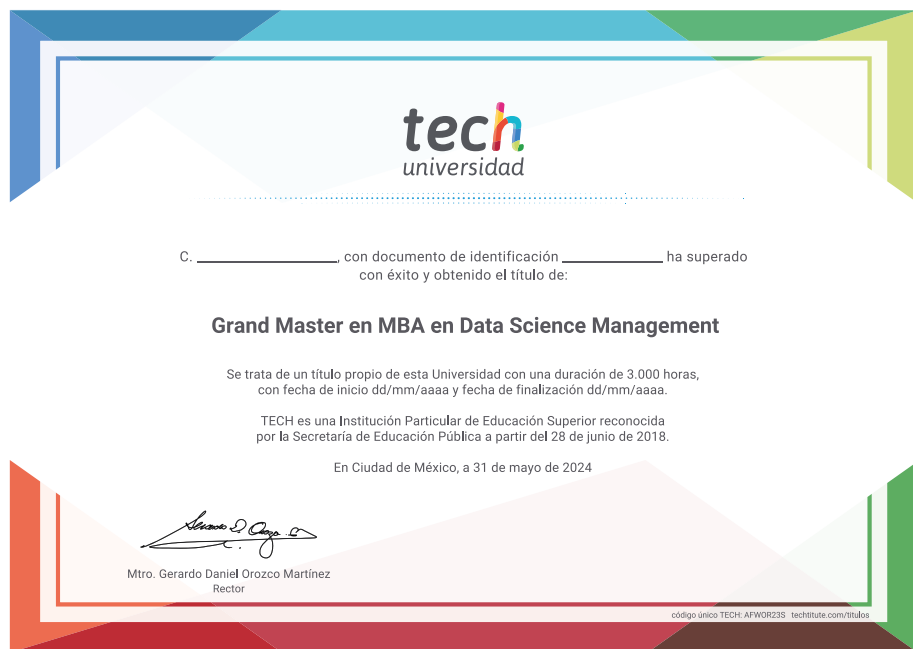 tech
universidad
C. ____________________, con documento de identificación ______________ ha superado
con éxito y obtenido el título de:
Grand Master en MBA en Data Science Management
Se trata de un título propio de esta Universidad con una duración de 3.000 horas,
con fecha de inicio dd/mm/aaaa y fecha de finalización dd/mm/aaaa.
TECH es una Institución Particular de Educación Superior reconocida
por la Secretaría de Educación Pública a partir del 28 de junio de 2018.
En Ciudad de México, a 31 de mayo de 2024
Mtro. Gerardo Daniel Orozco Martínez
Rector
código único TECH: AFWOR23S techtitute.com/titulos